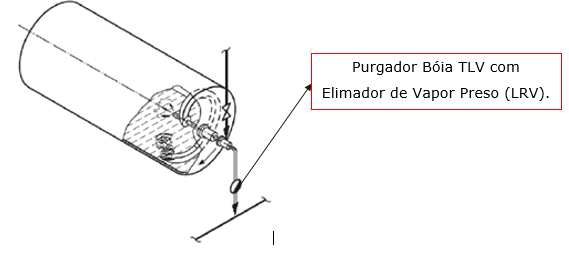 Purgador Bóia TLV com
Elimador de Vapor Preso (LRV).